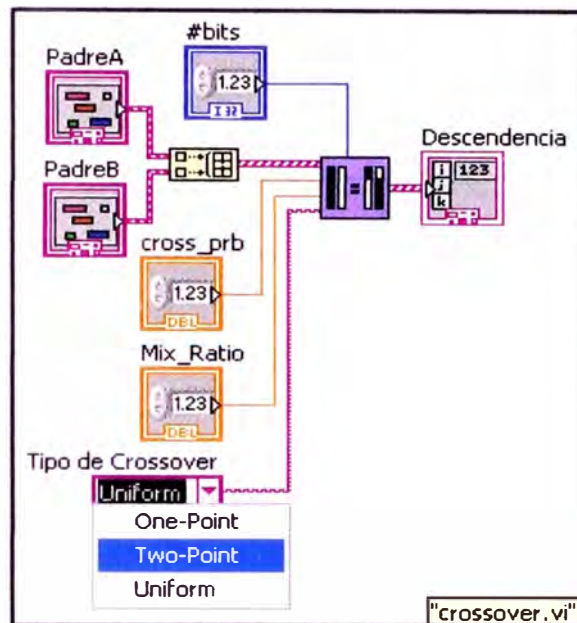 #bits
PadreA
1.23
I32
Descendencia
PadreB
i 123
j
k
cross_prb
1.23
DBL
Mix_Ratio
1.23
DBL
Tipo de Crossover
Uniform
One-Point
Two-Point
Uniform
"crossover.vi"